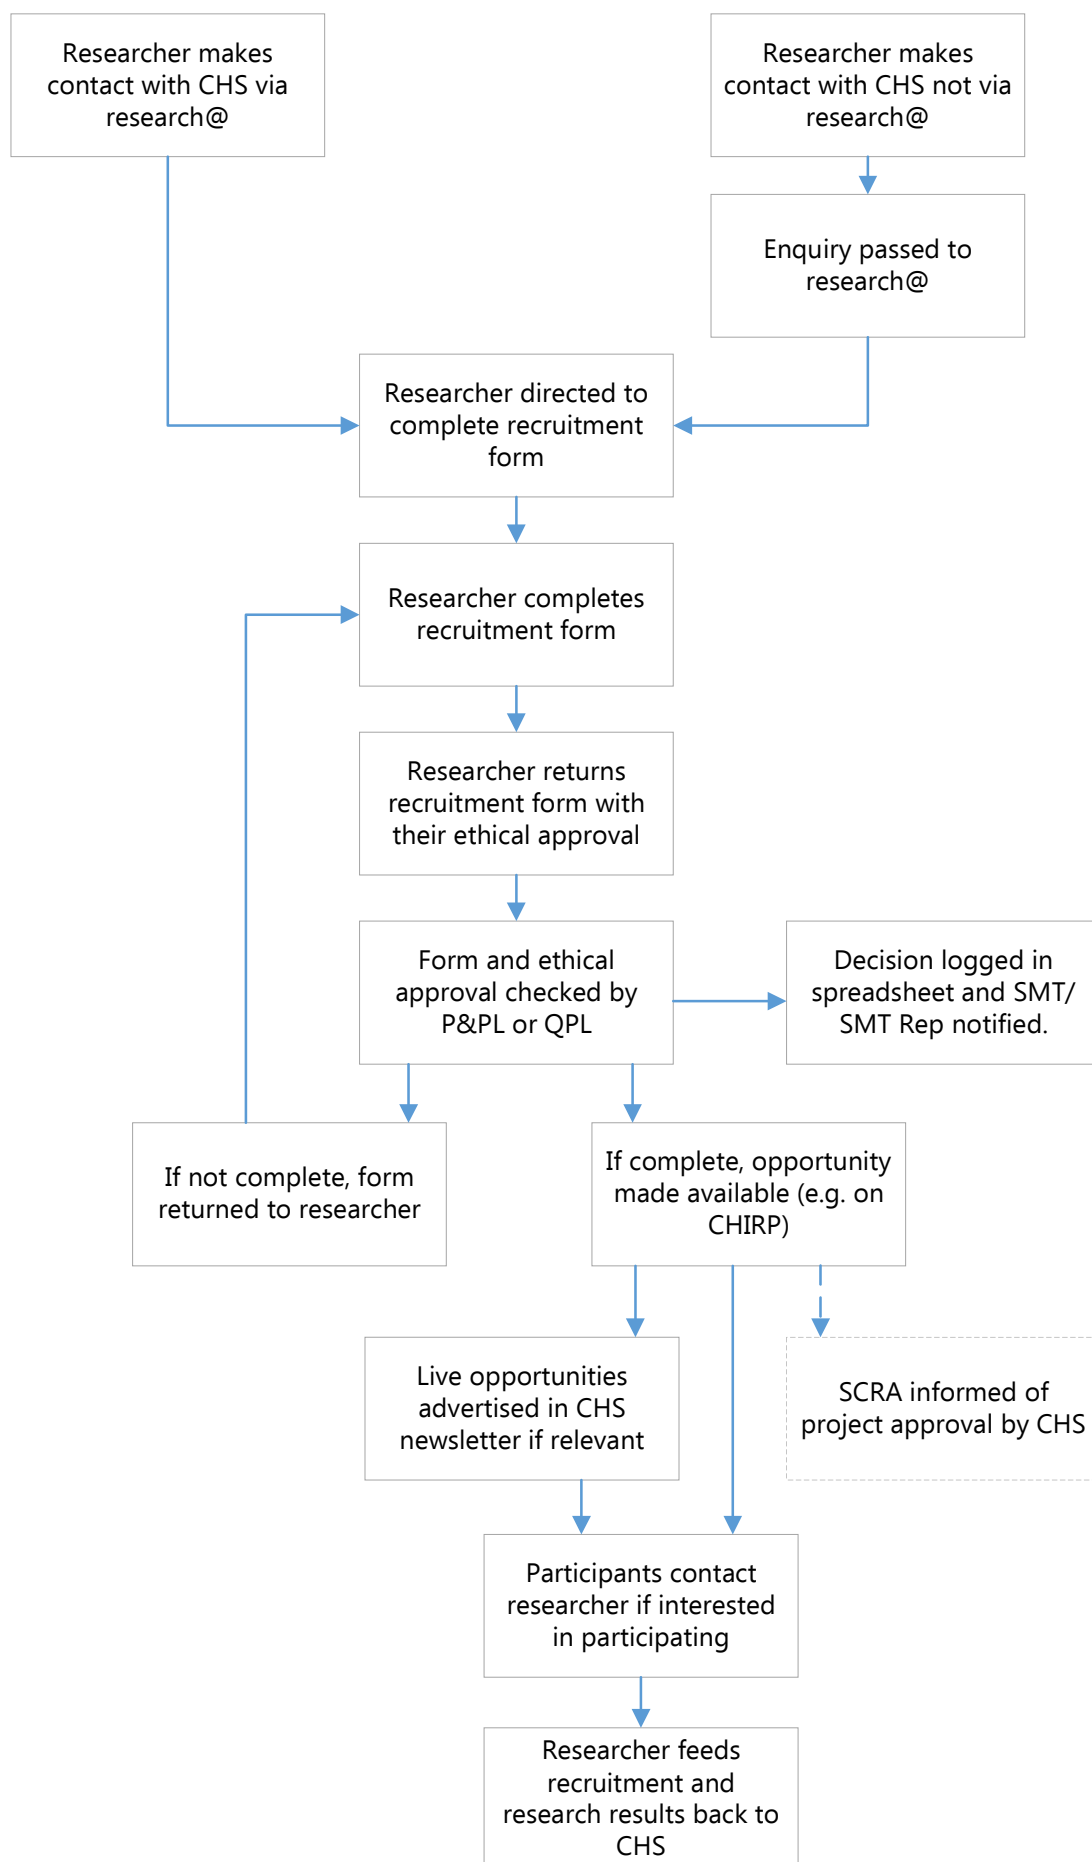 Researcher makes
contact with CHS via
research@
Researcher makes
contact with CHS not via
research@
Enquiry passed to
research@
Researcher directed to
complete recruitment
form
Researcher completes
recruitment form
Researcher returns
recruitment form with
their ethical approval
Form and ethical
approval checked by
P&PL or QPL
Decision logged in
spreadsheet and SMT/
SMT Rep notified.
If not complete, form
returned to researcher
If complete, opportunity
made available (e.g. on
CHIRP)
Live opportunities
advertised in CHS
newsletter if relevant
SCRA informed of
project approval by CHS
Participants contact
researcher if interested
in participating
Researcher feeds
recruitment and
research results back to
CHS